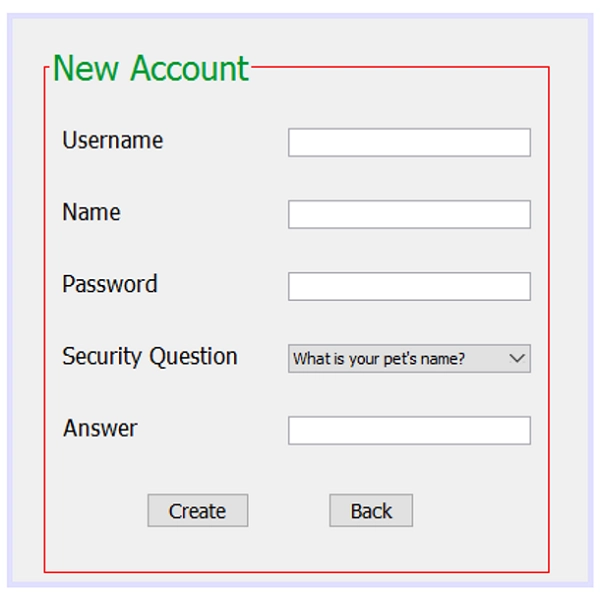 New Account
Username
Name
Password
Security Question
What is your pet's name?
Answer
Create
Back